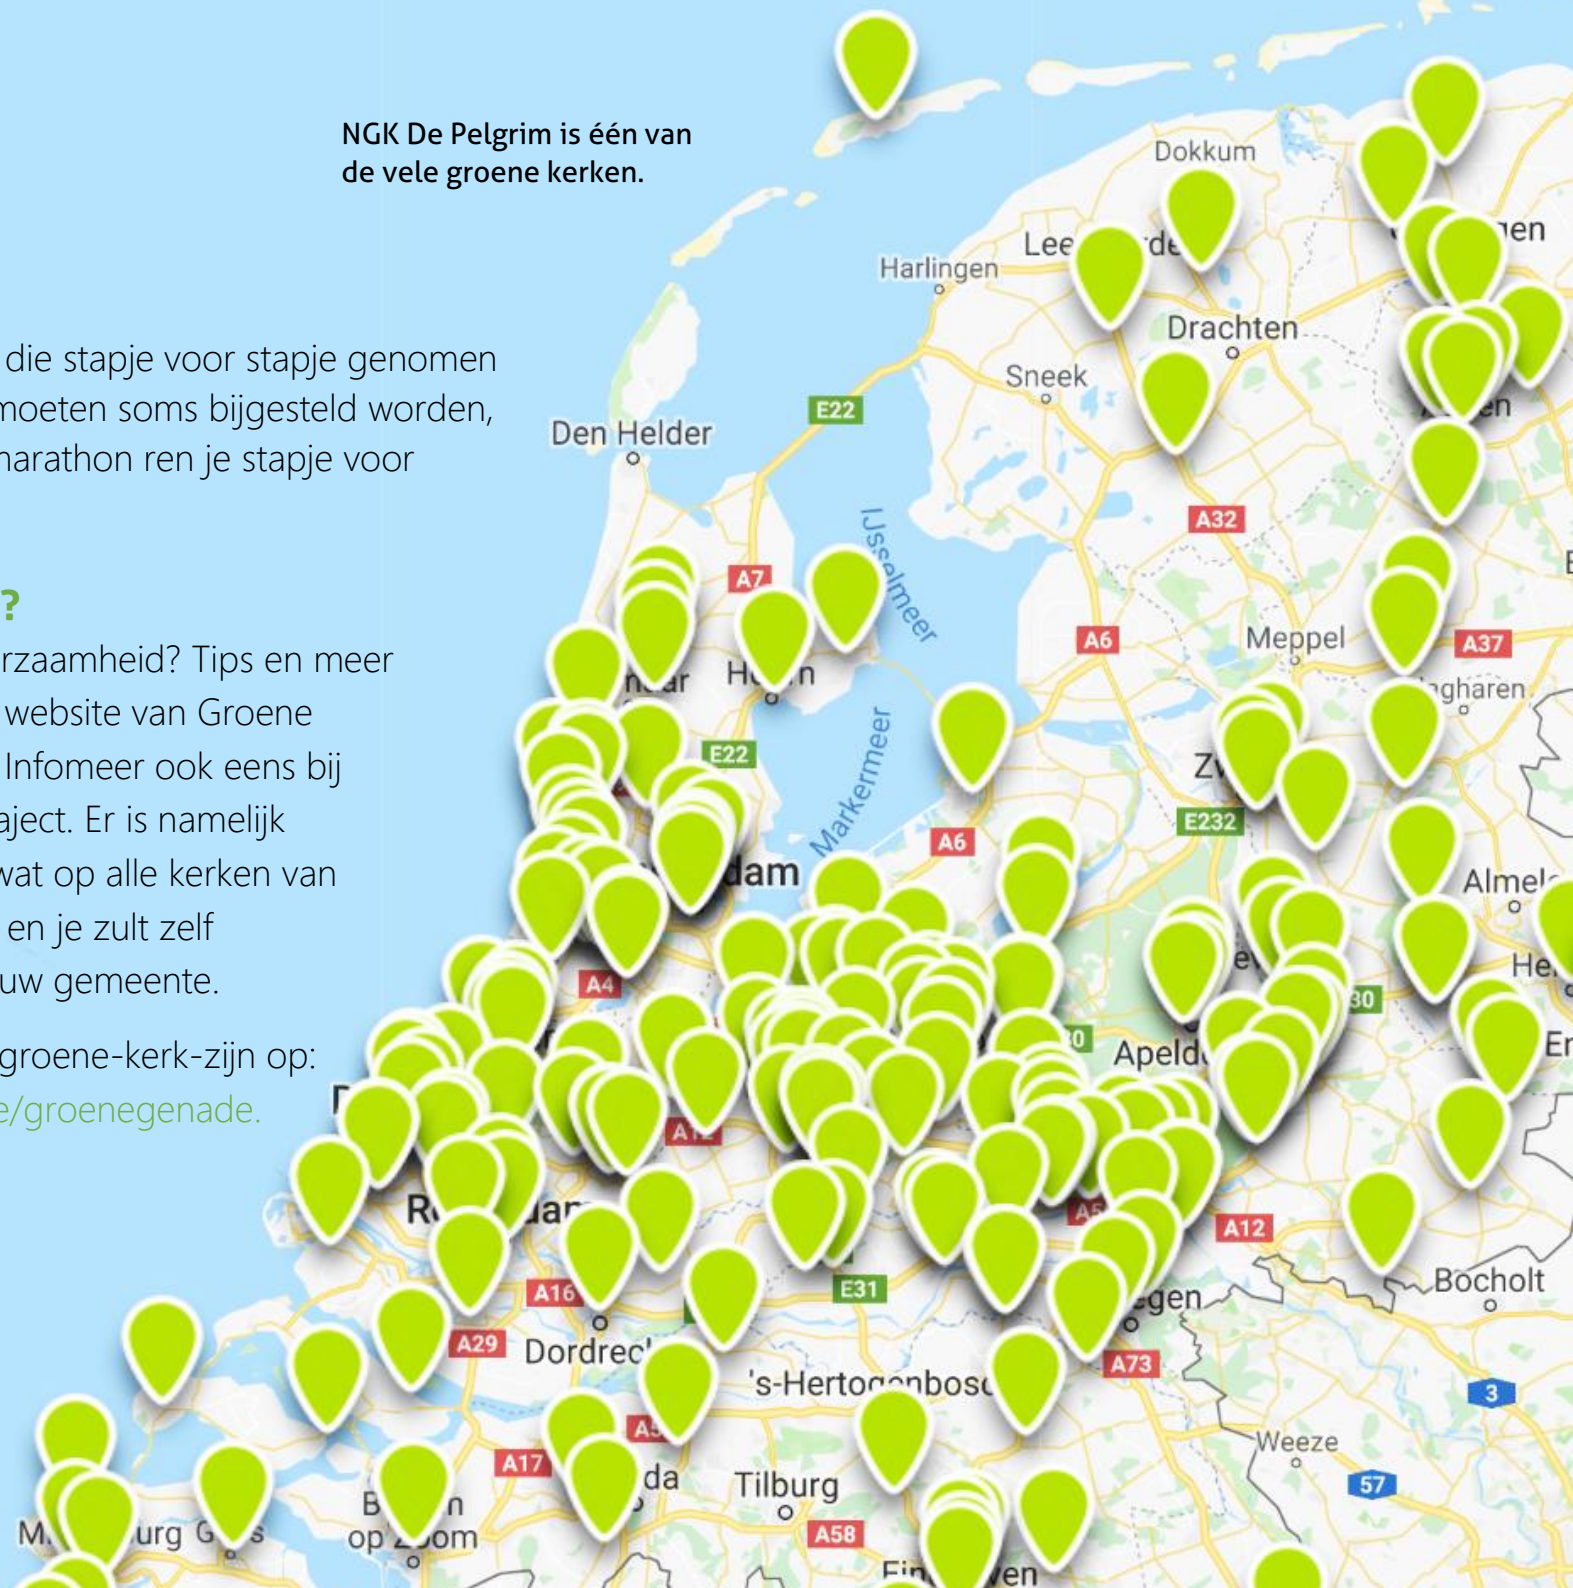 NGK De Pelgrim is één van
de vele groene kerken.
die stapje voor stapje genomen
moeten soms bijgesteld worden,
marathon ren je stapje voor
?
rzaamheid? Tips en meer
website van Groene
Infomeer ook eens bij
aject. Er is namelijk
wat op alle kerken van
en je zult zelf
uw gemeente.
groene-kerk-zijn op:
e/groenegenade.
Dokkum
Harlingen
Drachten
Sneek
E22
Den Helder
A32
IJsselmeer
A7
A6
Meppel
A37
E22
Markermeer
E232
A6
dam
A4
A12
A12
A16
E31
Bocholt
A29
A73
3
Weeze
A17
57
Tilburg
op Zoom
A58